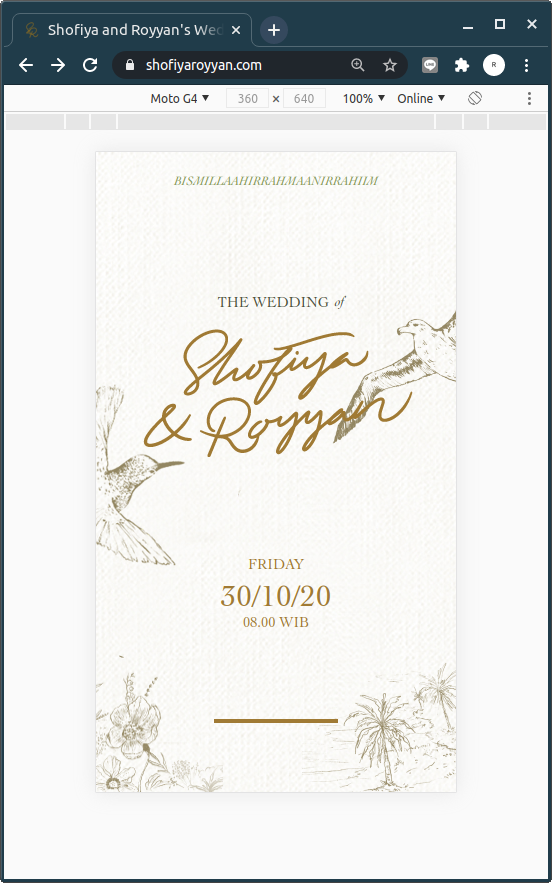 Shofiya and Royyan's Wed
shofiyaroyyan.com
R
Moto G4 ▼ 360 × 640 100% ▼ Online ▼
BISMILLAAHIRRAHMAANIRRAHIIM
THE WEDDING of
Shofiya
& Royyan
FRIDAY
30/10/20
08.00 WIB